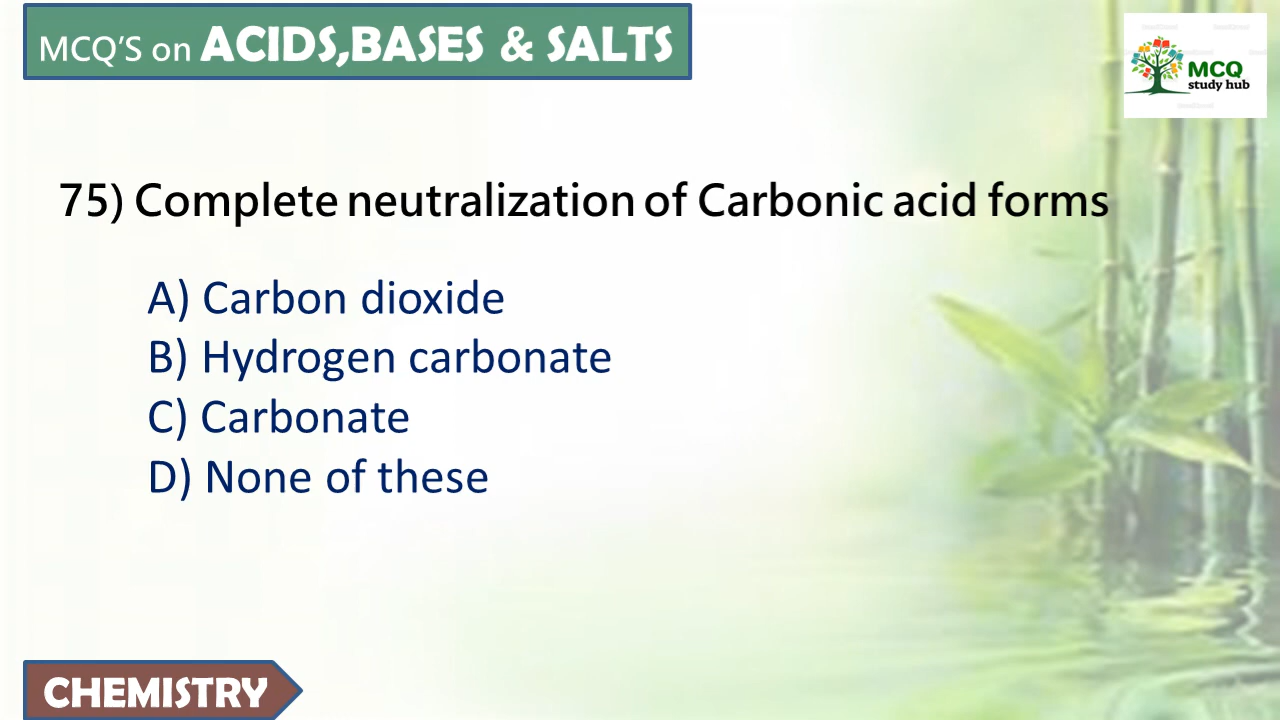 MCQ'S on ACIDS,BASES & SALTS
MCQ
study hub
75) Complete neutralization of Carbonic acid forms
A) Carbon dioxide
B) Hydrogen carbonate
C) Carbonate
D) None of these
CHEMISTRY